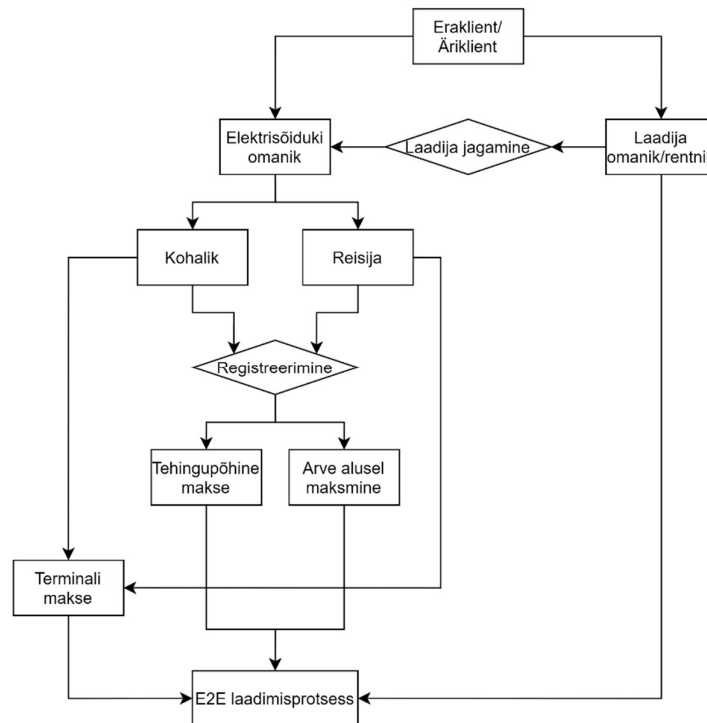 Eraklient/
Äriklient
Elektrisõiduki
omanik
Laadija jagamine
Laadija
omanik/rentnik
Kohalik
Reisija
Registreerimine
Tehingupõhine
makse
Arve alusel
maksmine
Terminali
makse
E2E laadimisprotsess